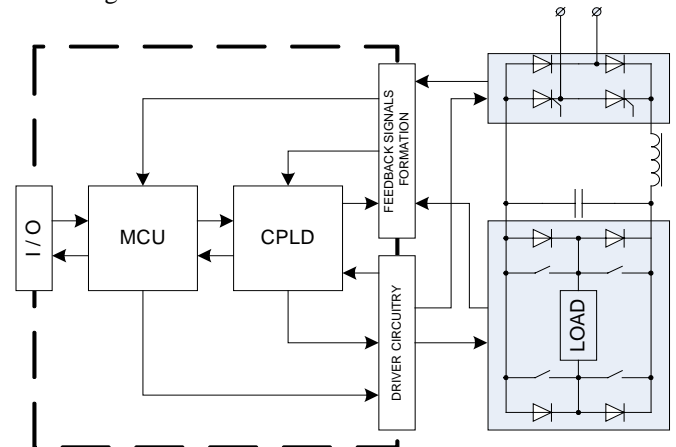 I / O
MCU
CPLD
FEEDBACK SIGNALS
FORMATION
DRIVER CIRCUITRY
LOAD